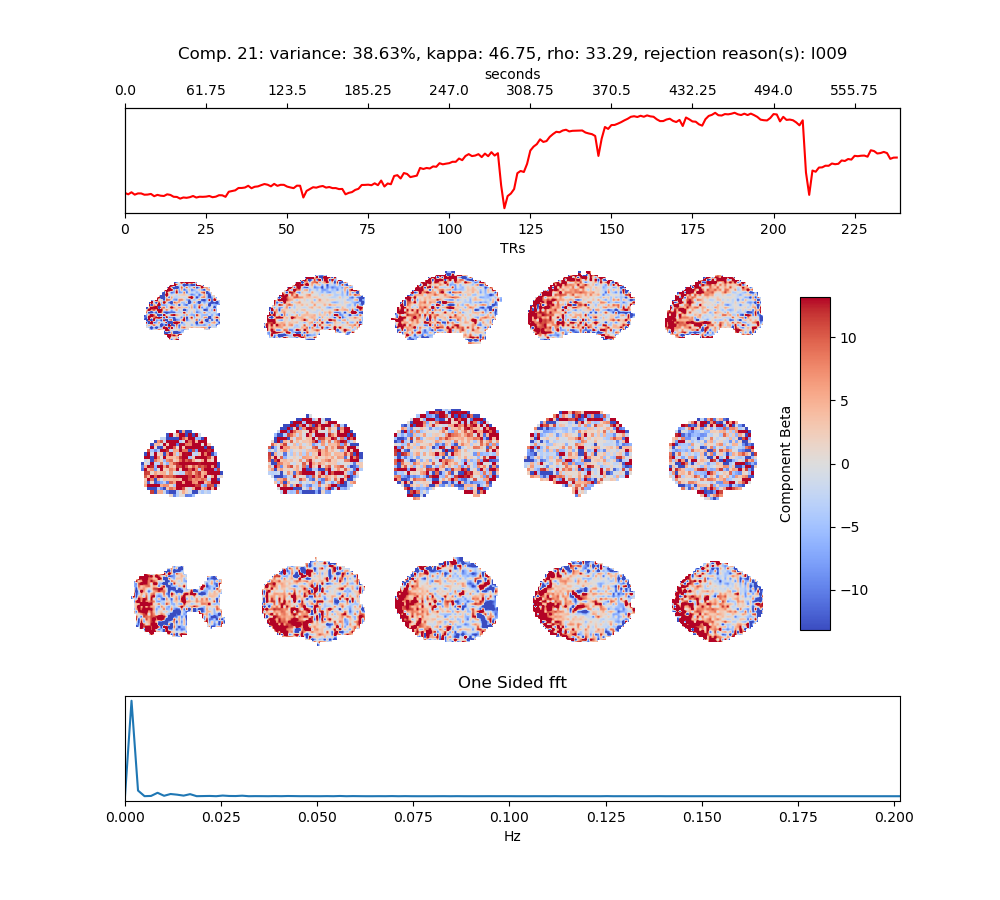 Comp. 21: variance: 38.63%, kappa: 46.75, rho: 33.29, rejection reason(s): I009
seconds
0.0 61.75 123.5 185.25 247.0 308.75 370.5 432.25 494.0 555.75
0 25 50 75 100 125 150 175 200 225
TRs
10
5
0
−5
−10
Component Beta
One Sided fft
0.000 0.025 0.050 0.075 0.100 0.125 0.150 0.175 0.200
Hz